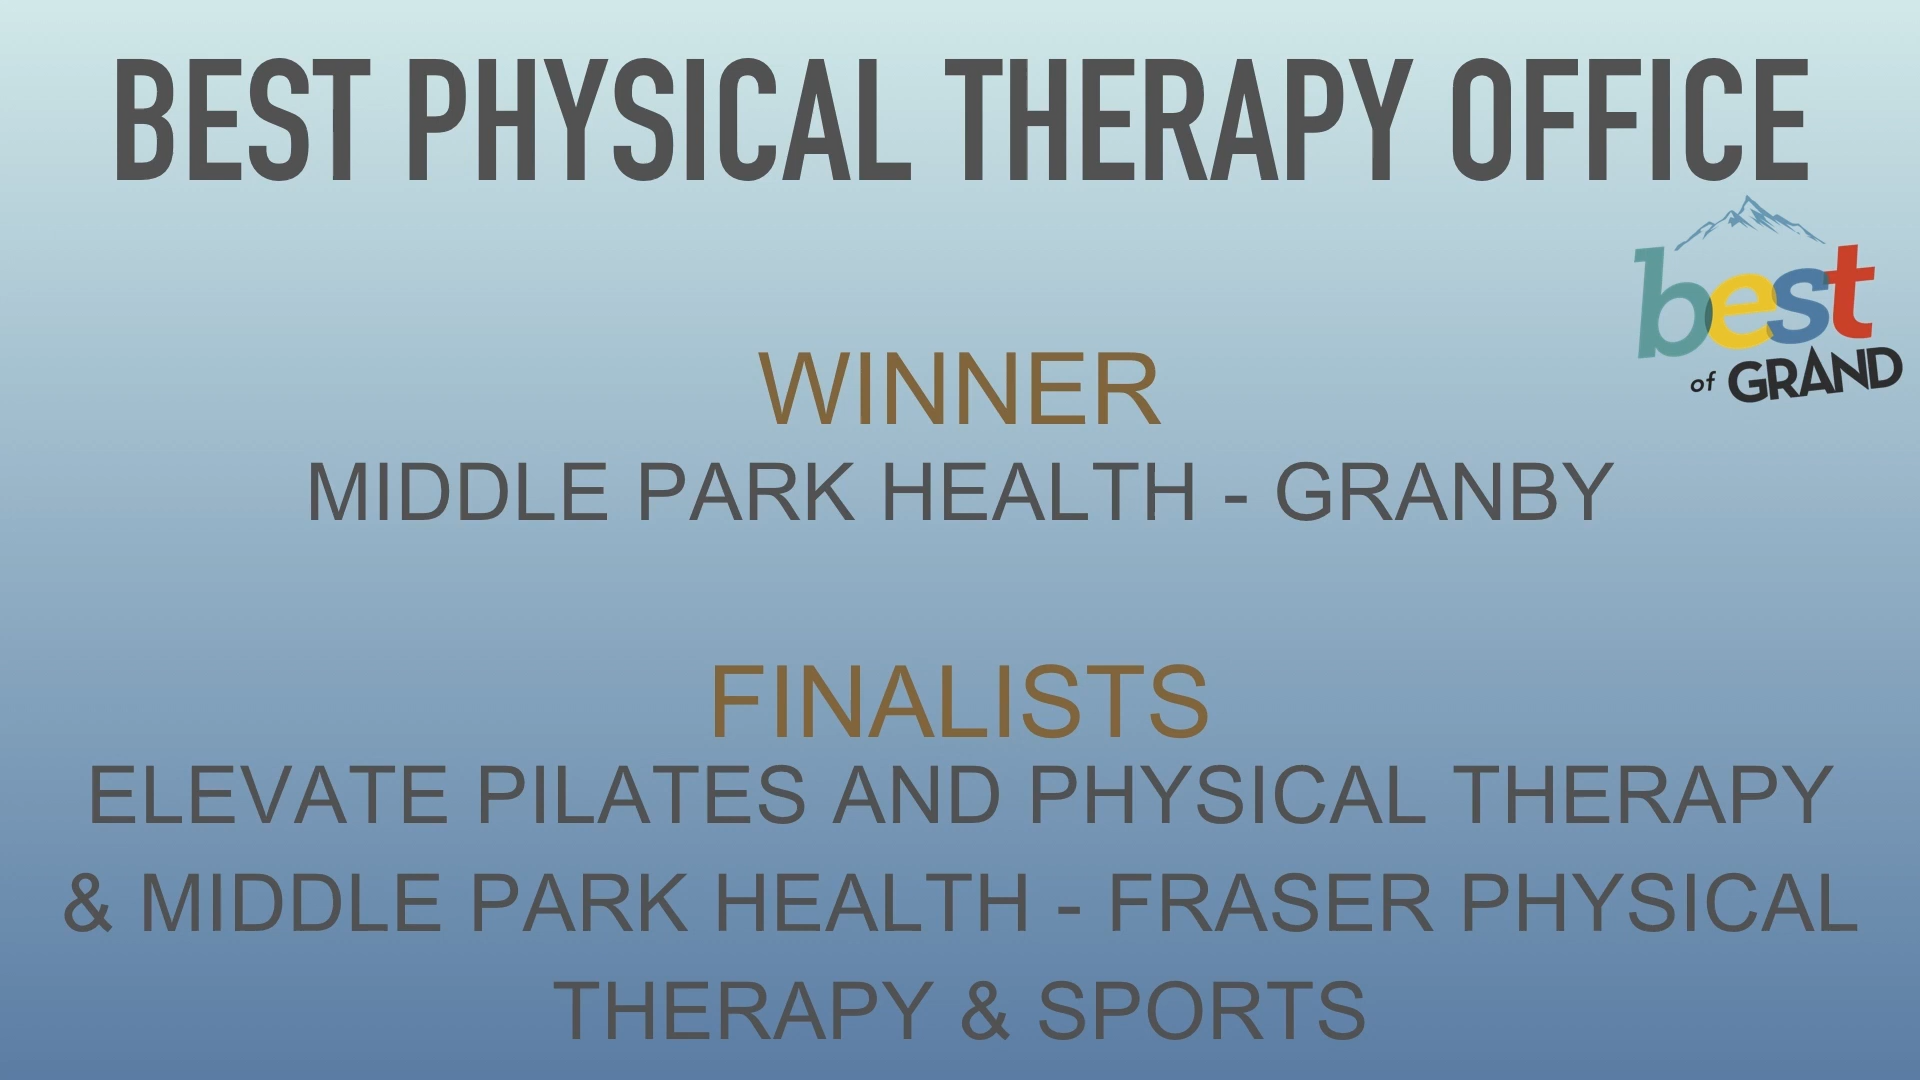 BEST PHYSICAL THERAPY OFFICE
best
of GRAND
WINNER
MIDDLE PARK HEALTH - GRANBY
FINALISTS
ELEVATE PILATES AND PHYSICAL THERAPY
& MIDDLE PARK HEALTH - FRASER PHYSICAL
THERAPY & SPORTS